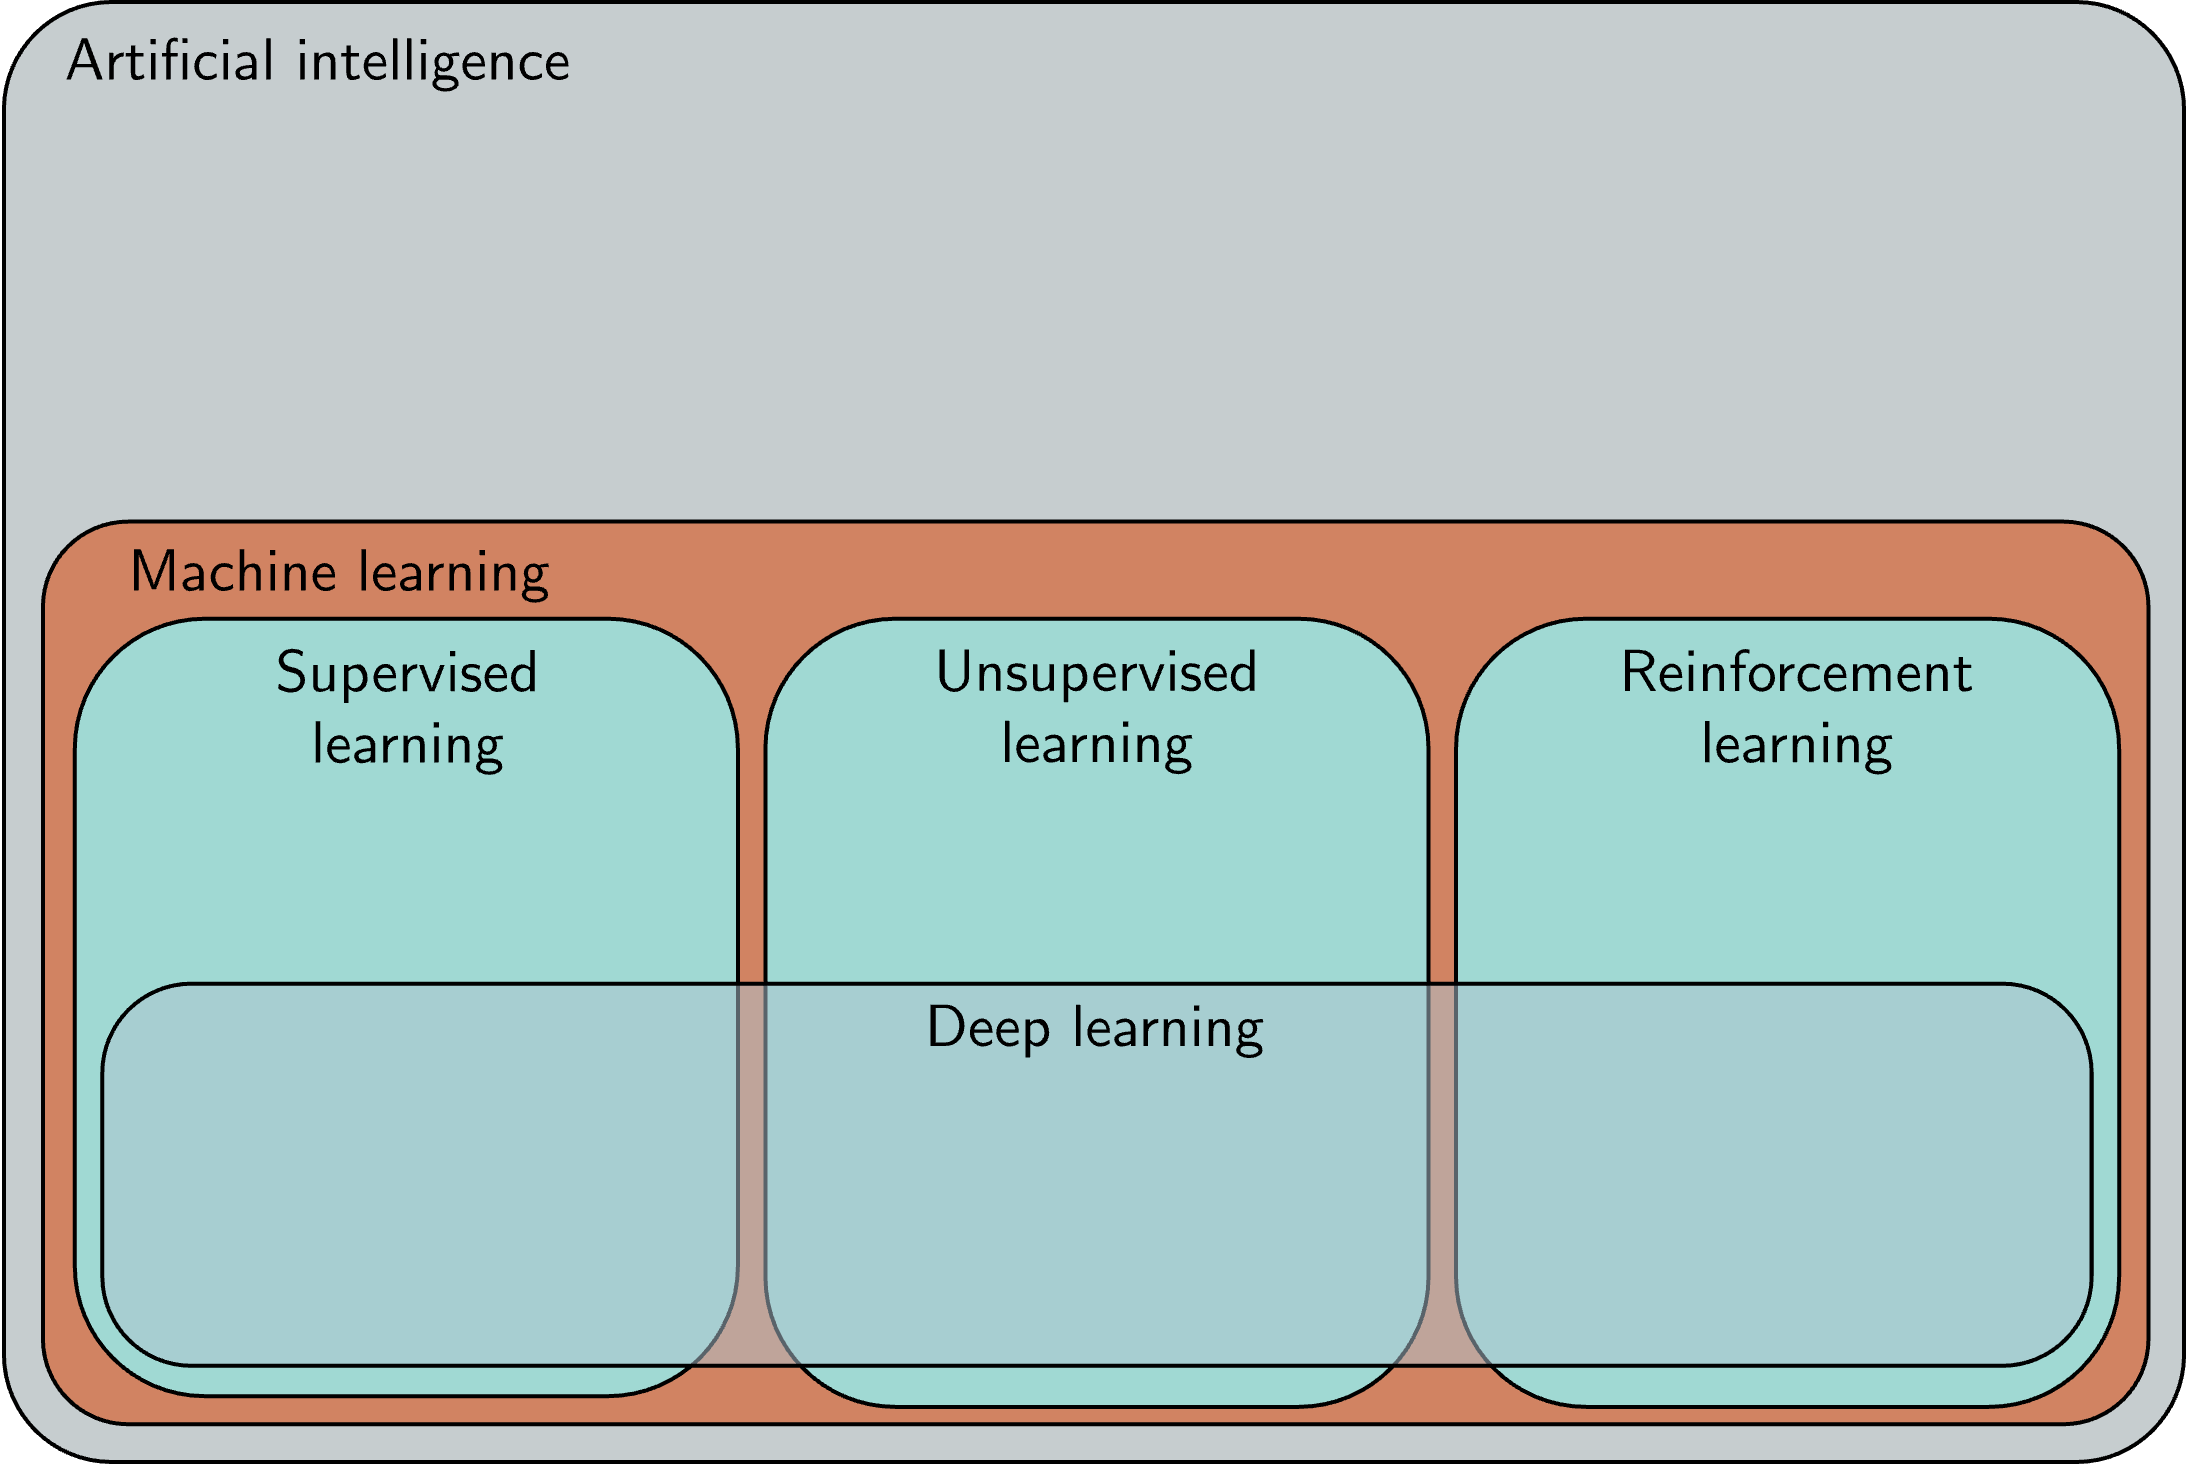 Artificial intelligence
Machine learning
Supervised
learning
Unsupervised
learning
Reinforcement
learning
Deep learning